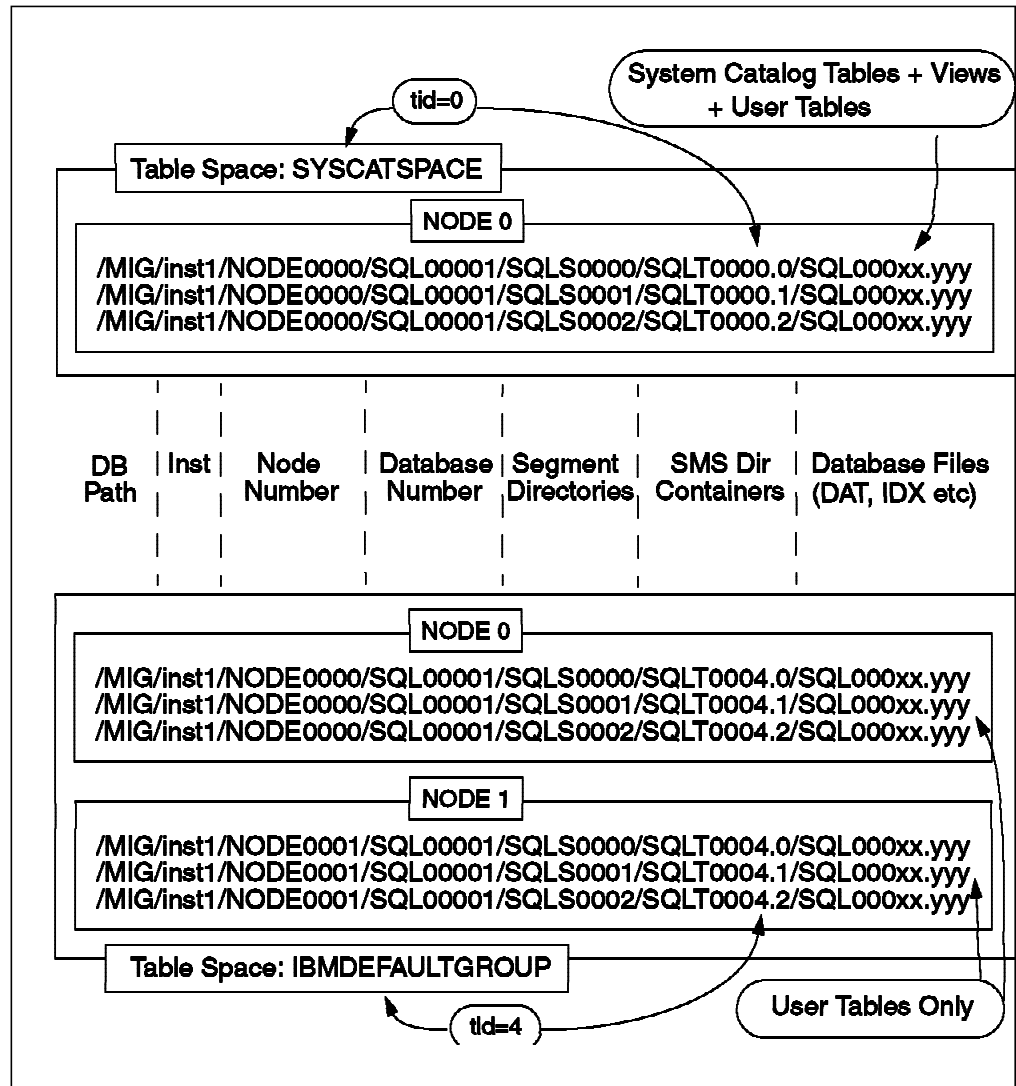 System Catalog Tables + Views
+ User Tables
tid=0
Table Space: SYSCATSPACE
NODE 0
/MIG/inst1/NODE0000/SQL00001/SQLS0000/SQLT0000.0/SQL000xx.yyy
/MIG/inst1/NODE0000/SQL00001/SQLS0001/SQLT0000.1/SQL000xx.yyy
/MIG/inst1/NODE0000/SQL00001/SQLS0002/SQLT0000.2/SQL000xx.yyy
DB
Path
Inst
Node
Number
Database
Number
Segment
Directories
SMS Dir
Containers
Database Files
(DAT, IDX etc)
NODE 0
/MIG/inst1/NODE0000/SQL00001/SQLS0000/SQLT0004.0/SQL000xx.yyy
/MIG/inst1/NODE0000/SQL00001/SQLS0001/SQLT0004.1/SQL000xx.yyy
/MIG/inst1/NODE0000/SQL00001/SQLS0002/SQLT0004.2/SQL000xx.yyy
NODE 1
/MIG/inst1/NODE0001/SQL00001/SQLS0000/SQLT0004.0/SQL000xx.yyy
/MIG/inst1/NODE0001/SQL00001/SQLS0001/SQLT0004.1/SQL000xx.yyy
/MIG/inst1/NODE0001/SQL00001/SQLS0002/SQLT0004.2/SQL000xx.yyy
Table Space: IBMDEFAULTGROUP
User Tables Only
tid=4